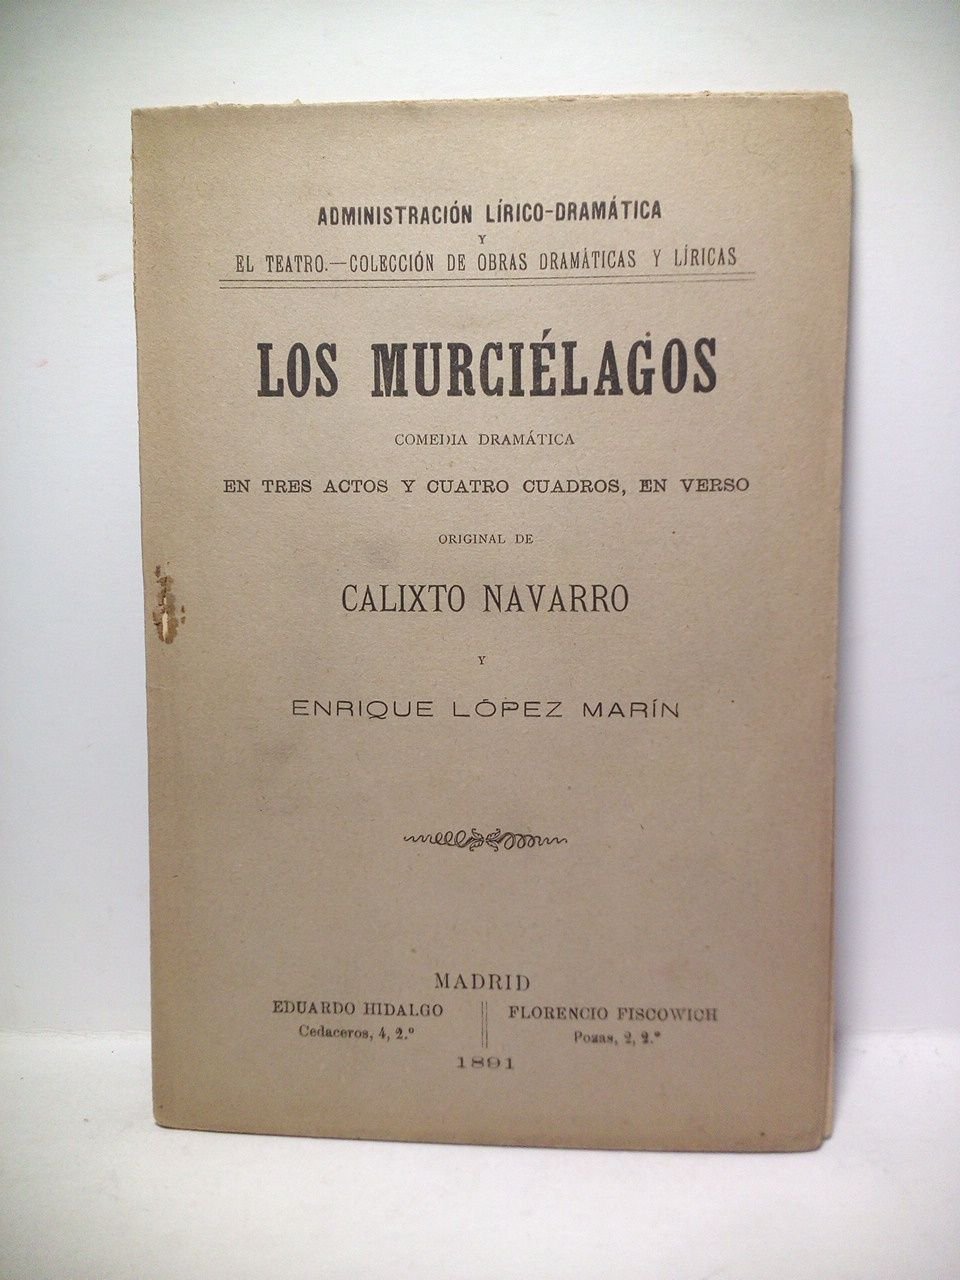 ADMINISTRACIÓN LÍRICO-DRAMÁTICA
Y
EL TEATRO.—COLECCIÓN DE OBRAS DRAMÁTICAS Y LÍRICAS
LOS MURCIÉLAGOS
COMEDIA DRAMÁTICA
EN TRES ACTOS Y CUATRO CUADROS, EN VERSO
ORIGINAL DE
CALIXTO NAVARRO
Y
ENRIQUE LÓPEZ MARÍN
MADRID
EDUARDO HIDALGO
Cedaceros, 4, 2.º
FLORENCIO FISCOWICH
Pozas, 2, 2.º
1891